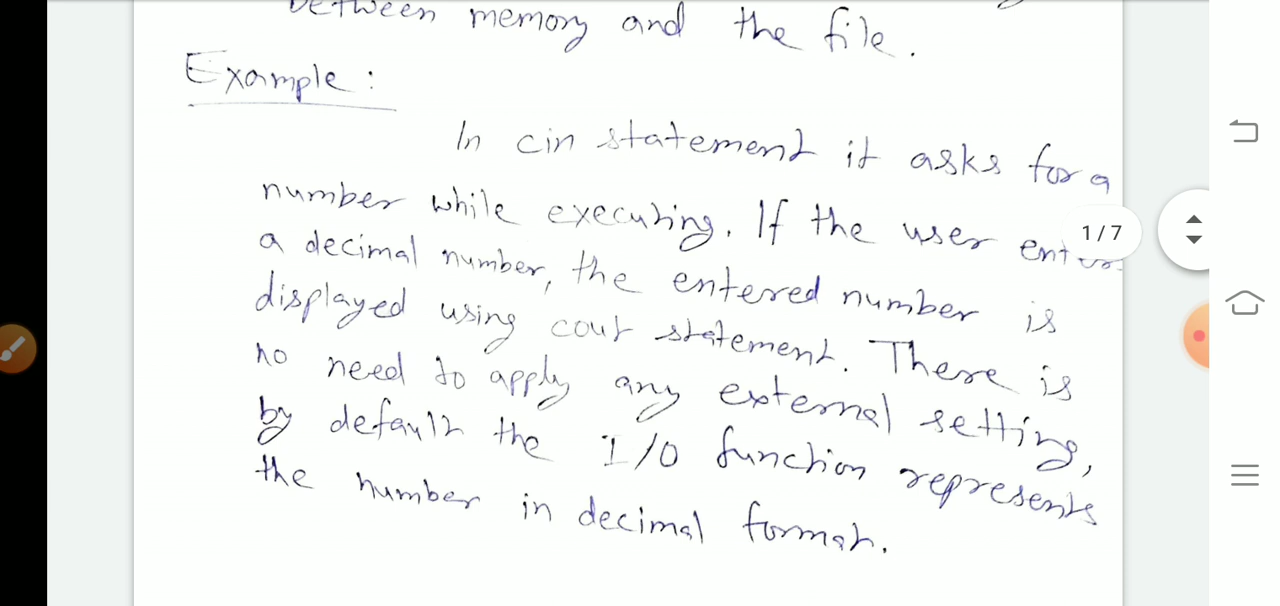 between memory and the file.
Example:
In cin statement it asks for a
number while executing. If the user enter
a decimal number, the entered number is
displayed using cout statement. There is
no need to apply any external setting,
by default the I/O function represents
the number in decimal format.
1/7